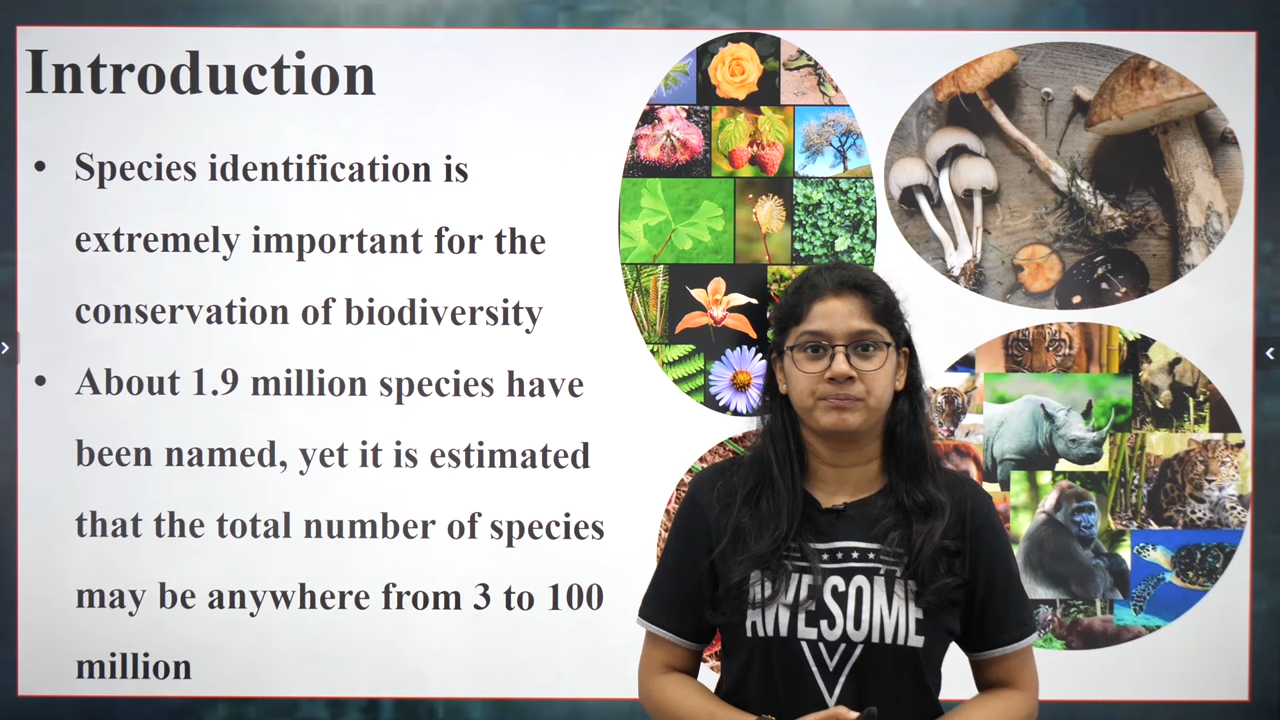 Introduction
• Species identification is
extremely important for the
conservation of biodiversity
• About 1.9 million species have
been named, yet it is estimated
that the total number of species
may be anywhere from 3 to 100
million
AWESOME